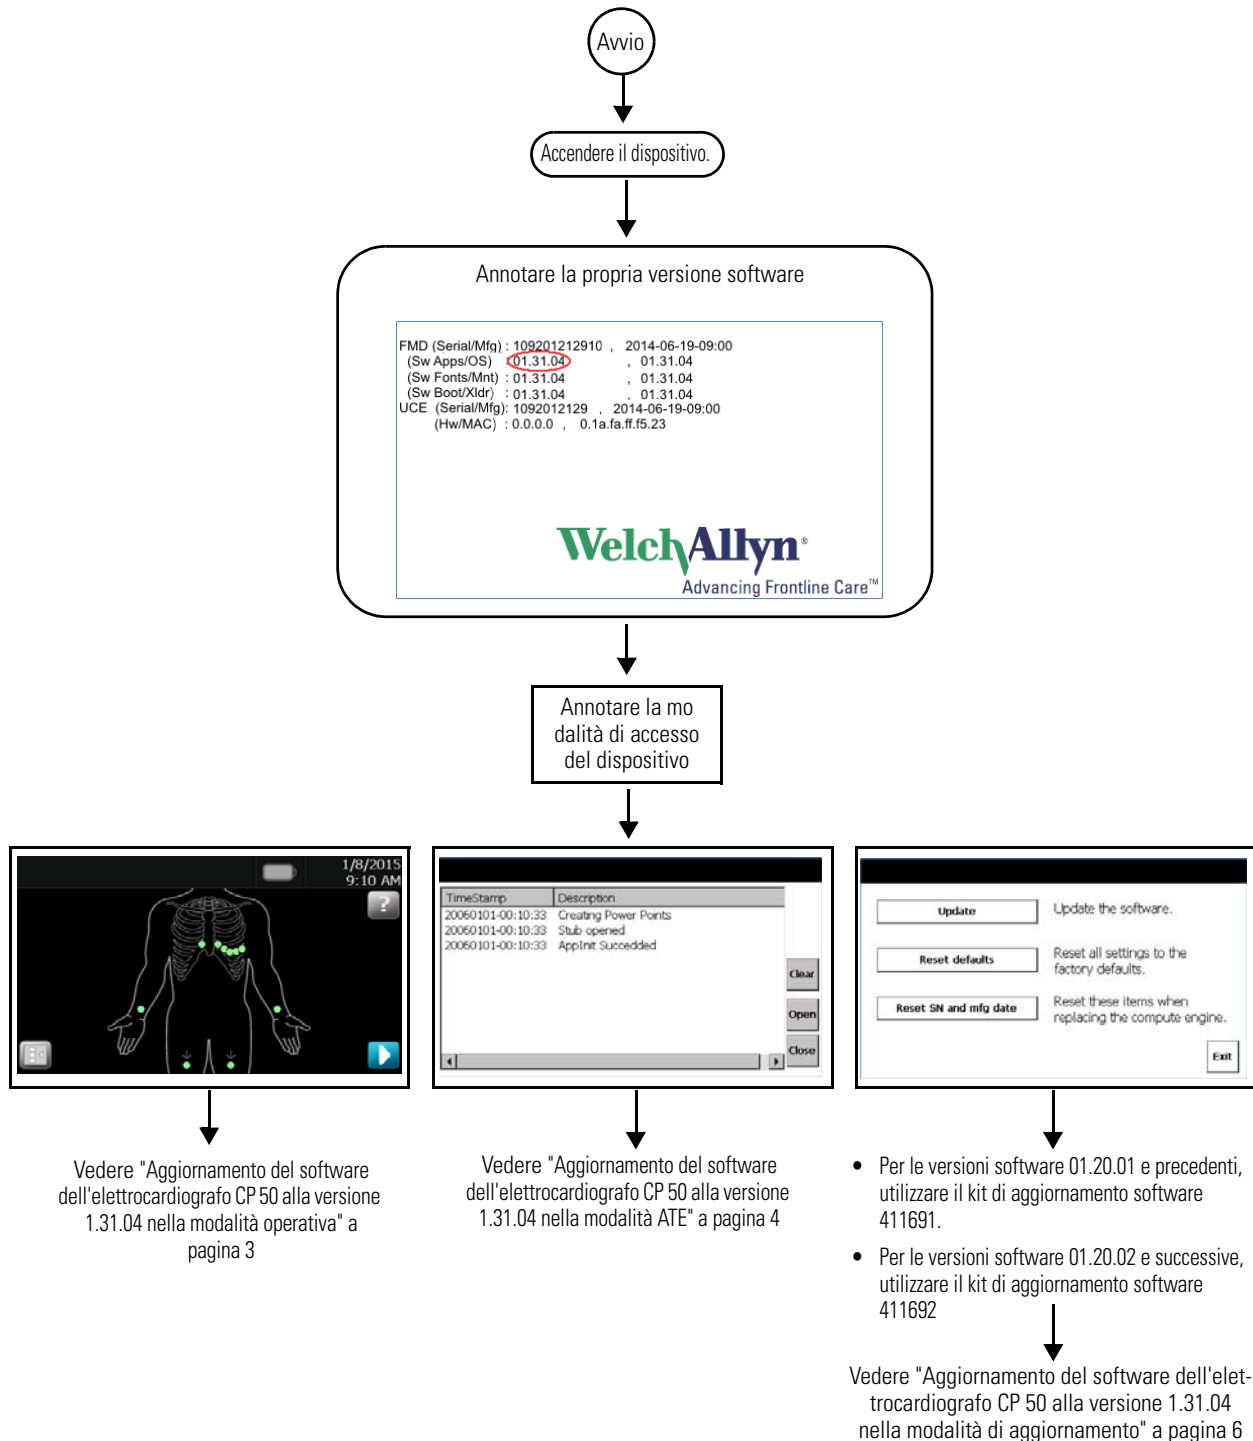 Avvio
Accendere il dispositivo.
Annotare la propria versione software
FMD (Serial/Mfg) : 109201212910 , 2014-06-19-09:00
(Sw Apps/OS) : 01.31.04 , 01.31.04
(Sw Fonts/Mnt) : 01.31.04 , 01.31.04
(Sw Boot/Xldr) : 01.31.04 , 01.31.04
UCE (Serial/Mfg): 1092012129 , 2014-06-19-09:00
(Hw/MAC) : 0.0.0.0 , 0.1a.fa.ff.f5.23
WelchAllyn®
Advancing Frontline Care™
Annotare la mo
dalità di accesso
del dispositivo
1/8/2015
9:10 AM
?
TimeStamp Description
20060101-00:10:33 Creating Power Points
20060101-00:10:33 Stub opened
20060101-00:10:33 AppInit Succedded
Clear
Open
Close
Update Update the software.
Reset defaults Reset all settings to the
factory defaults.
Reset SN and mfg date Reset these items when
replacing the compute engine.
Exit
Vedere "Aggiornamento del software
dell'elettrocardiografo CP 50 alla versione
1.31.04 nella modalità operativa" a
pagina 3
Vedere "Aggiornamento del software
dell'elettrocardiografo CP 50 alla versione
1.31.04 nella modalità ATE" a pagina 4
• Per le versioni software 01.20.01 e precedenti,
utilizzare il kit di aggiornamento software
411691.
• Per le versioni software 01.20.02 e successive,
utilizzare il kit di aggiornamento software
411692
Vedere "Aggiornamento del software dell'elet-
trocardiografo CP 50 alla versione 1.31.04
nella modalità di aggiornamento" a pagina 6